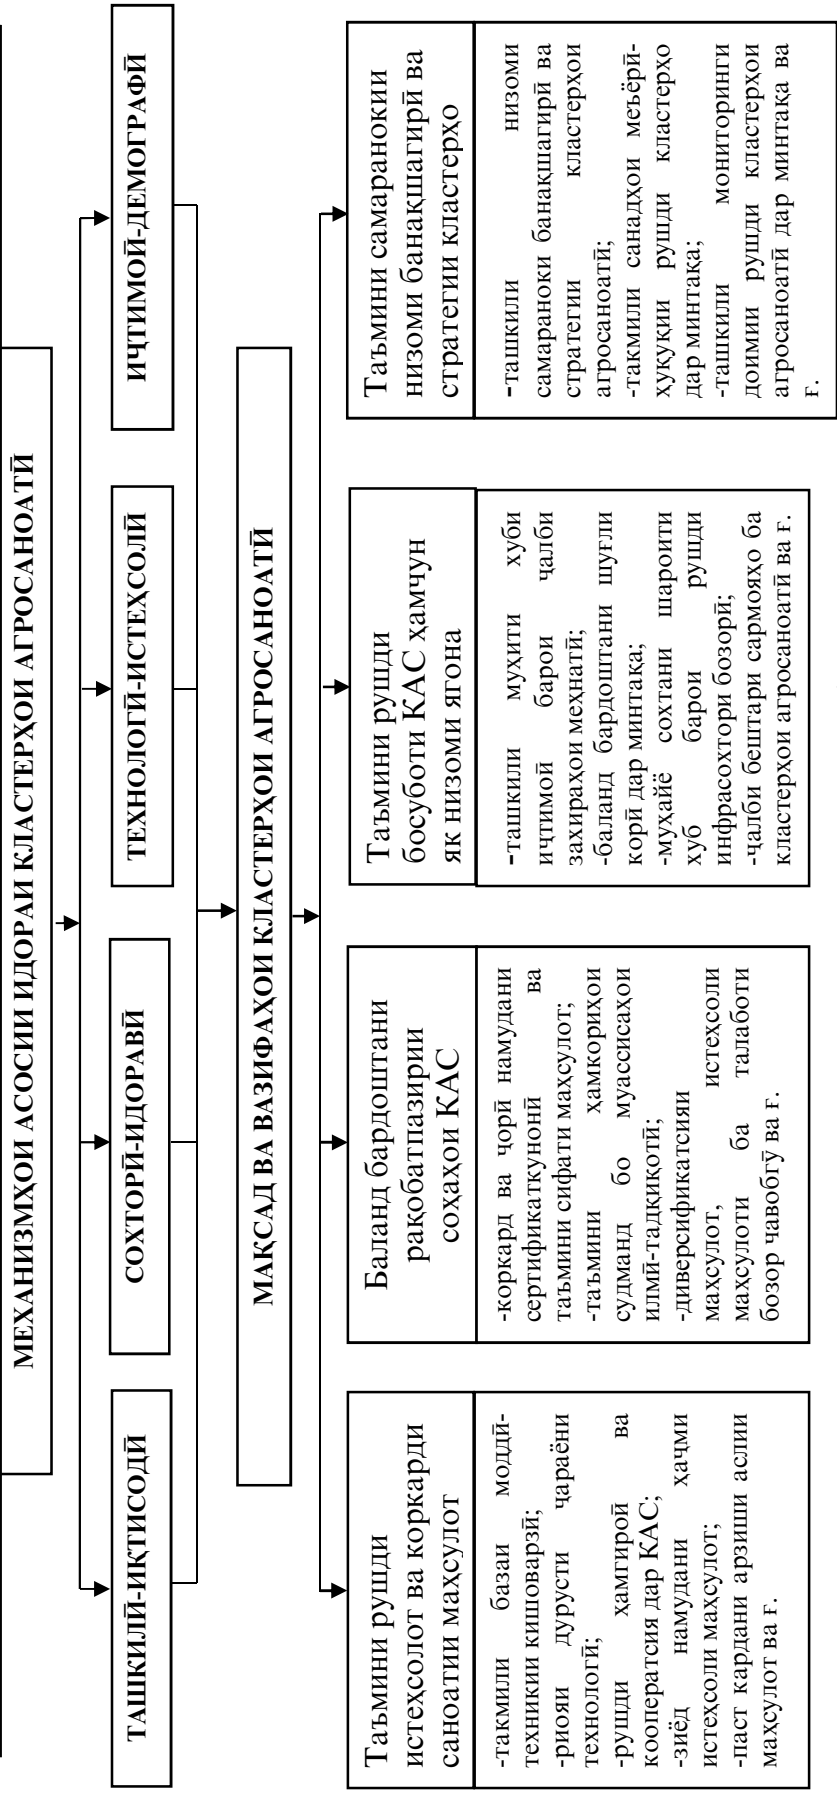 МЕХАНИЗМҲОИ АСОСИИ ИДОРАИ КЛАСТЕРҲОИ АГРОСАНОАТӢ
ТАШКИЛӢ-ИҚТИСОДӢ
СОХТОРӢ-ИДОРАВӢ
ТЕХНОЛОГӢ-ИСТЕҲСОЛӢ
ИҶТИМОӢ-ДЕМОГРАФӢ
МАҚСАД ВА ВАЗИФАҲОИ КЛАСТЕРҲОИ АГРОСАНОАТӢ
Таъмини рушди
истеҳсолот ва коркарди
саноатии маҳсулот
-такмили базаи моддӣ-
техникии кишоварзӣ;
-риояи дурусти ҷараёни
технологӣ;
-рушди ҳамгироӣ ва
кооператсия дар КАС;
-зиёд намудани ҳаҷми
истеҳсоли маҳсулот;
-паст кардани арзиши аслии
маҳсулот ва ғ.
Баланд бардоштани
рақобатпазирии
соҳаҳои КАС
-коркард ва ҷорӣ намудани
сертификаткунонӣ ва
таъмини сифати маҳсулот;
-таъмини ҳамкориҳои
судманд бо муассисаҳои
илмӣ-тадқиқотӣ;
-диверсификатсияи
маҳсулот, истеҳсоли
маҳсулоти ба талаботи
бозор ҷавобгӯ ва ғ.
Таъмини рушди
босуботи КАС ҳамчун
як низоми ягона
-ташкили муҳити хуби
иҷтимоӣ барои ҷалби
захираҳои меҳнатӣ;
-баланд бардоштани шуғли
корӣ дар минтақа;
-муҳайё сохтани шароити
хуб барои рушди
инфрасохтори бозорӣ;
-ҷалби бештари сармояҳо ба
кластерҳои агросаноатӣ ва ғ.
Таъмини самаранокии
низоми банақшагирӣ ва
стратегии кластерҳо
-ташкили низоми
самараноки банақшагирӣ ва
стратегии кластерҳои
агросаноатӣ;
-такмили санадҳои меъёрӣ-
ҳуқуқии рушди кластерҳо
дар минтақа;
-ташкили мониторинги
доимии рушди кластерҳои
агросаноатӣ дар минтақа ва
ғ.